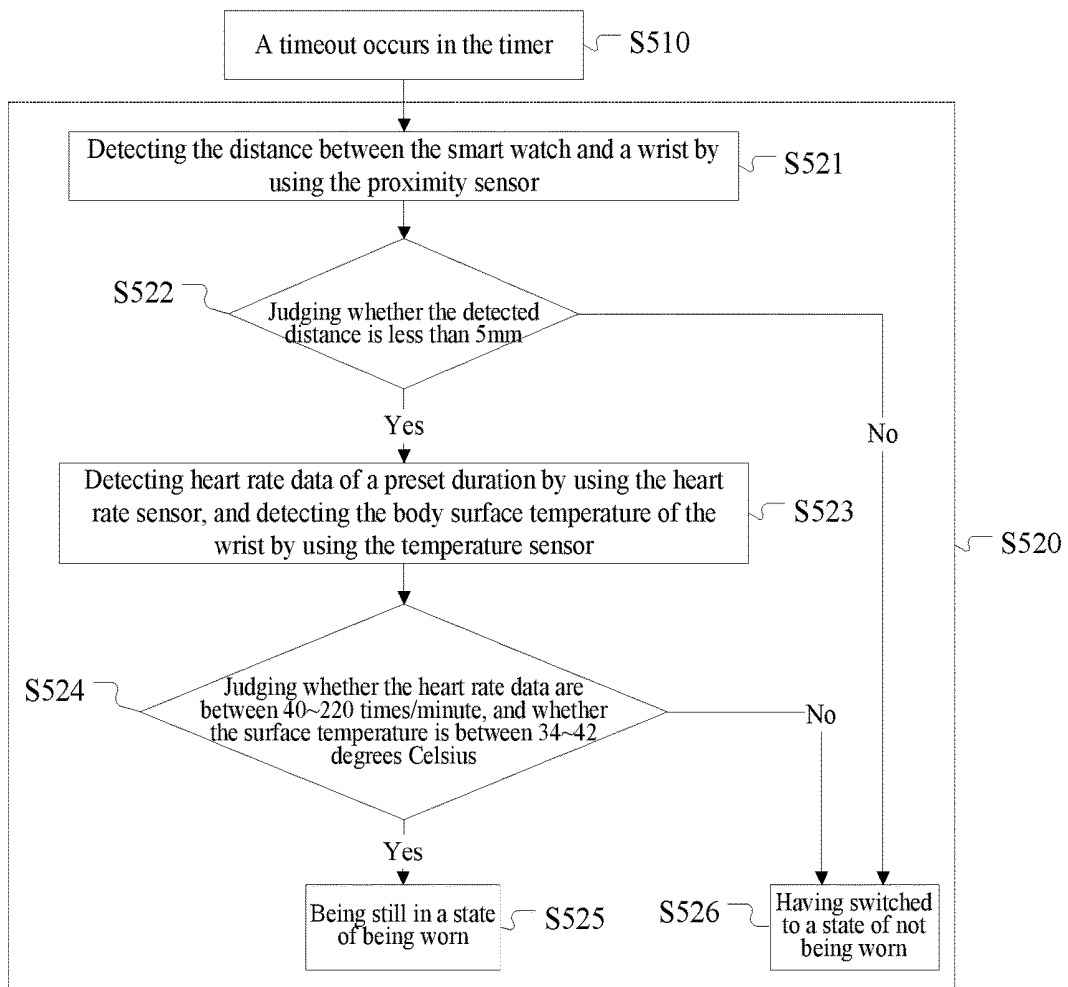 A timeout occurs in the timer
S510
Detecting the distance between the smart watch and a wrist by
using the proximity sensor
S521
S522
Judging whether the detected
distance is less than 5mm
Yes
No
Detecting heart rate data of a preset duration by using the heart
rate sensor, and detecting the body surface temperature of the
wrist by using the temperature sensor
S523
S520
S524
Judging whether the heart rate data are
between 40~220 times/minute, and whether
the surface temperature is between 34~42
degrees Celsius
No
Yes
Being still in a state
of being worn
S525
S526
Having switched
to a state of not
being worn